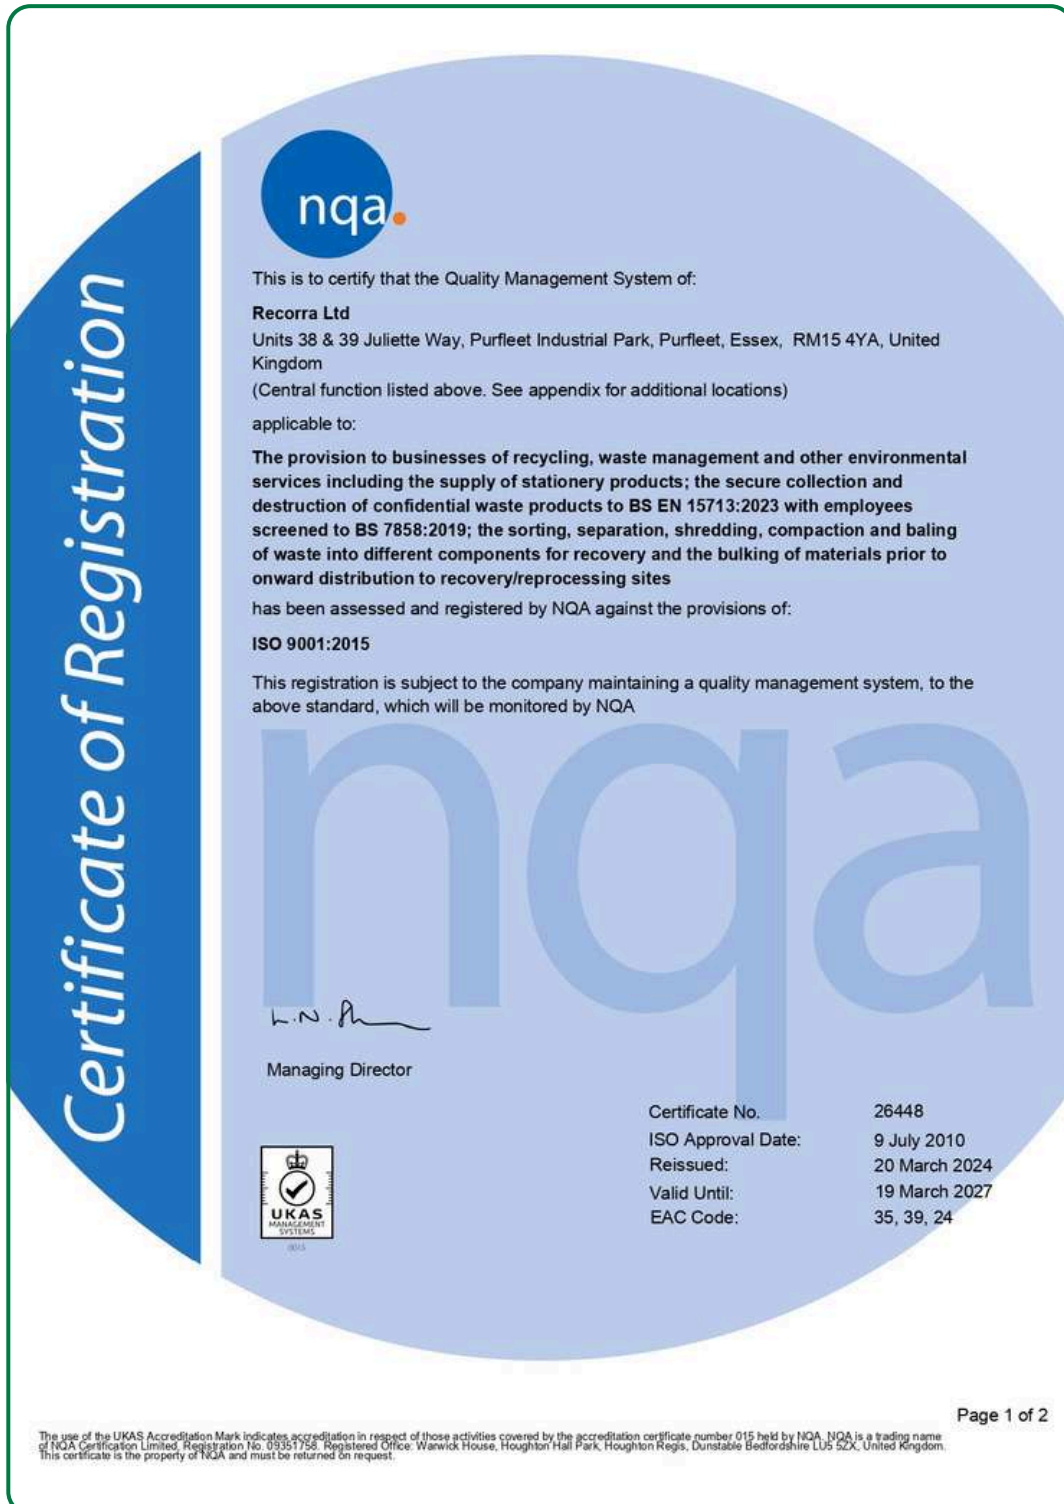 Certificate of Registration
nqa.
This is to certify that the Quality Management System of:
Recorra Ltd
Units 38 & 39 Juliette Way, Purfleet Industrial Park, Purfleet, Essex, RM15 4YA, United
Kingdom
(Central function listed above. See appendix for additional locations)
applicable to:
The provision to businesses of recycling, waste management and other environmental
services including the supply of stationery products; the secure collection and
destruction of confidential waste products to BS EN 15713:2023 with employees
screened to BS 7858:2019; the sorting, separation, shredding, compaction and baling
of waste into different components for recovery and the bulking of materials prior to
onward distribution to recovery/reprocessing sites
has been assessed and registered by NQA against the provisions of:
ISO 9001:2015
This registration is subject to the company maintaining a quality management system, to the
above standard, which will be monitored by NQA
nqa
L.N.
Managing Director
Certificate No. 26448
ISO Approval Date: 9 July 2010
Reissued: 20 March 2024
Valid Until: 19 March 2027
EAC Code: 35, 39, 24
UKAS
MANAGEMENT
SYSTEMS
0015
Page 1 of 2
The use of the UKAS Accreditation Mark indicates accreditation in respect of those activities covered by the accreditation certificate number 015 held by NQA. NQA is a trading name
of NQA Certification Limited, Registration No. 09351758. Registered Office: Warwick House, Houghton Hall Park, Houghton Regis, Dunstable Bedfordshire LU5 5ZX, United Kingdom.
This certificate is the property of NQA and must be returned on request.